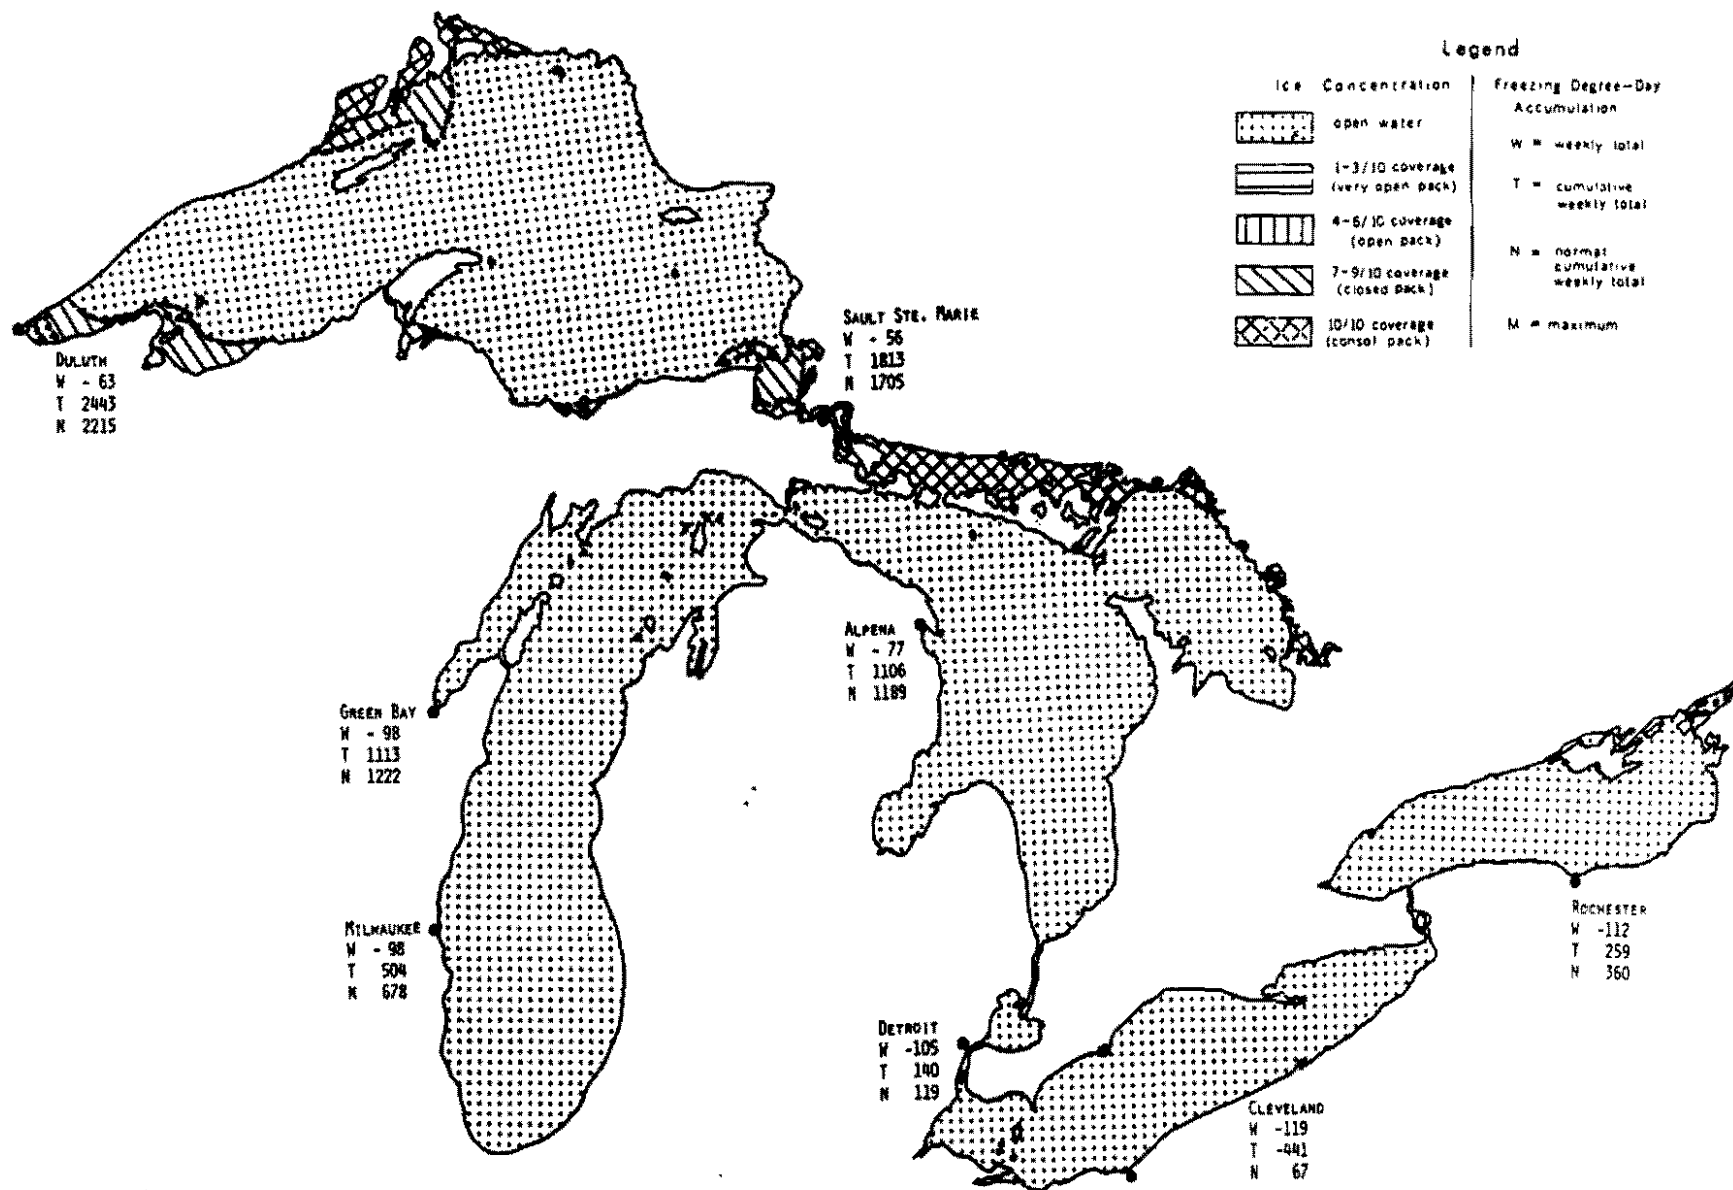 Legend
Ice Concentration
open water
1-3/10 coverage
(very open pack)
4-6/10 coverage
(open pack)
7-9/10 coverage
(closed pack)
10/10 coverage
(consol pack)
Freezing Degree-Day
Accumulation
W = weekly total
T = cumulative
weekly total
N = normal
cumulative
weekly total
M = maximum
DULUTH
W - 63
T 2443
N 2215
SAULT STE. MARIE
W - 56
T 1813
N 1705
ALPENA
W - 77
T 1106
N 1189
GREEN BAY
W - 98
T 1113
N 1222
MILWAUKEE
W - 98
T 504
N 678
DETROIT
W -105
T 140
N 119
CLEVELAND
W -119
T -441
N 67
ROCHESTER
W -112
T 259
N 360